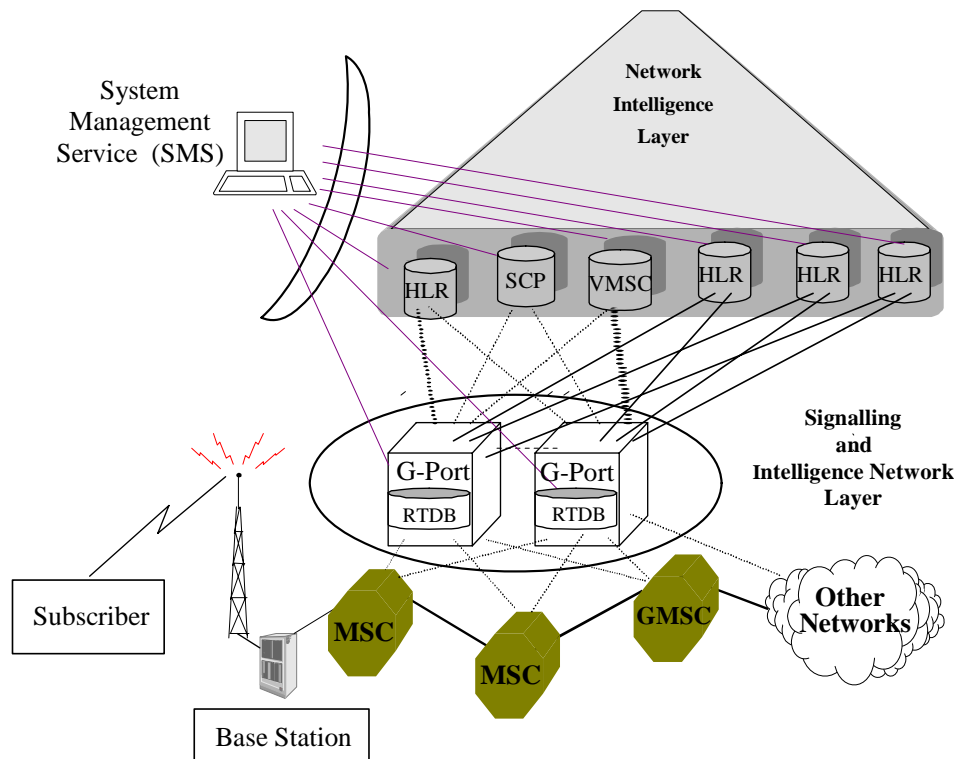 System
Management
Service (SMS)
Network
Intelligence
Layer
HLR
SCP
VMSC
HLR
HLR
HLR
G-Port
RTDB
G-Port
RTDB
Signalling
and
Intelligence Network
Layer
Subscriber
MSC
MSC
GMSC
Other
Networks
Base Station